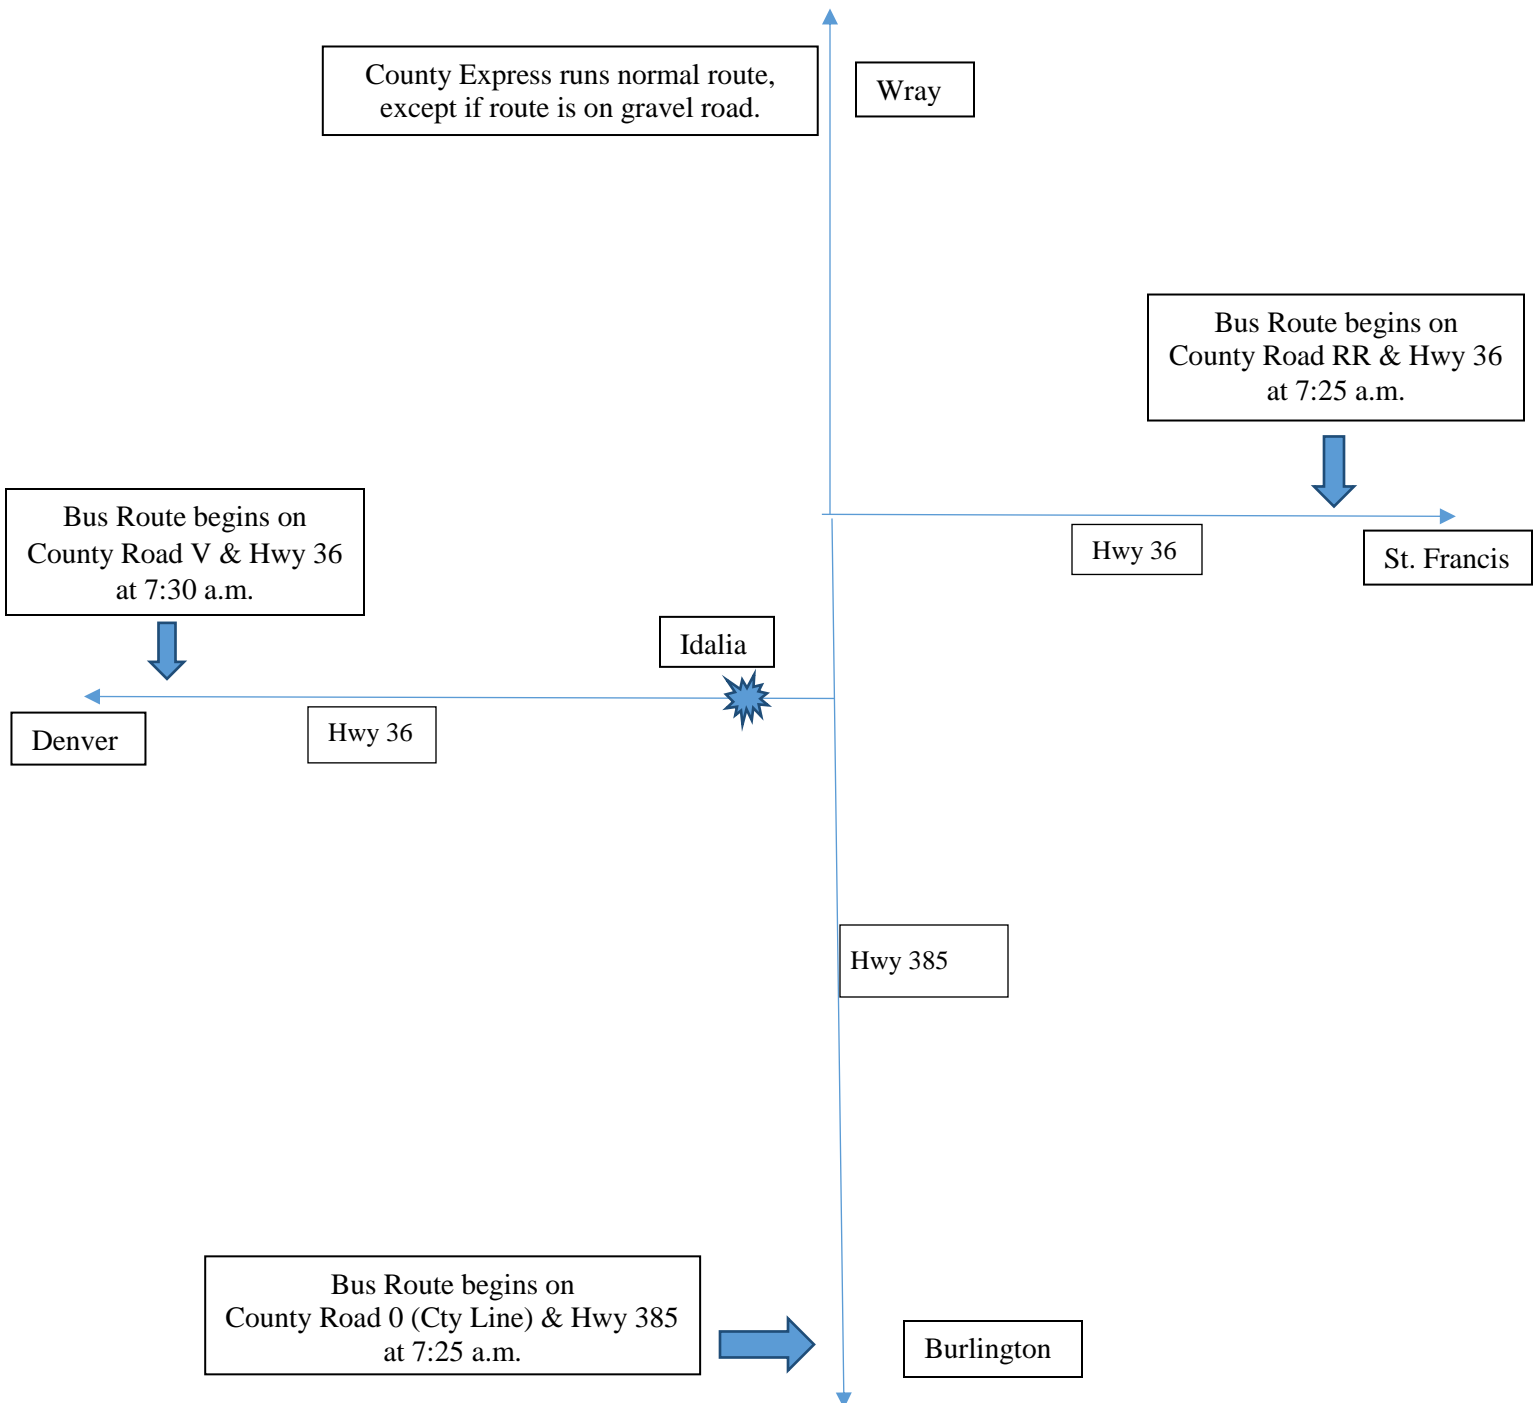 County Express runs normal route,
except if route is on gravel road.
Wray
Bus Route begins on
County Road RR & Hwy 36
at 7:25 a.m.
Bus Route begins on
County Road V & Hwy 36
at 7:30 a.m.
Hwy 36
St. Francis
Idalia
Denver
Hwy 36
Hwy 385
Bus Route begins on
County Road 0 (Cty Line) & Hwy 385
at 7:25 a.m.
Burlington